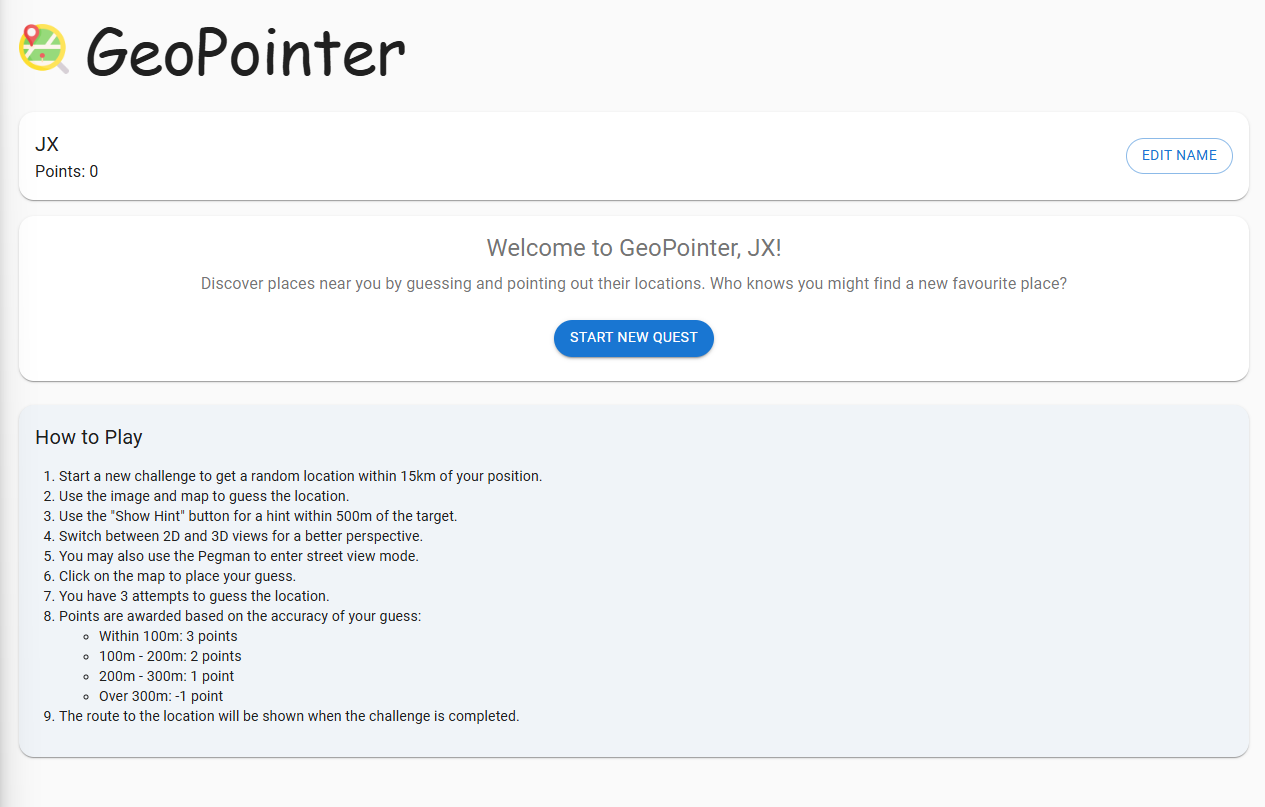 GeoPointer
JX
Points: 0
EDIT NAME
Welcome to GeoPointer, JX!
Discover places near you by guessing and pointing out their locations. Who knows you might find a new favourite place?
START NEW QUEST
How to Play
1. Start a new challenge to get a random location within 15km of your position.
2. Use the image and map to guess the location.
3. Use the "Show Hint" button for a hint within 500m of the target.
4. Switch between 2D and 3D views for a better perspective.
5. You may also use the Pegman to enter street view mode.
6. Click on the map to place your guess.
7. You have 3 attempts to guess the location.
8. Points are awarded based on the accuracy of your guess:
Within 100m: 3 points
100m - 200m: 2 points
200m - 300m: 1 point
Over 300m: -1 point
9. The route to the location will be shown when the challenge is completed.